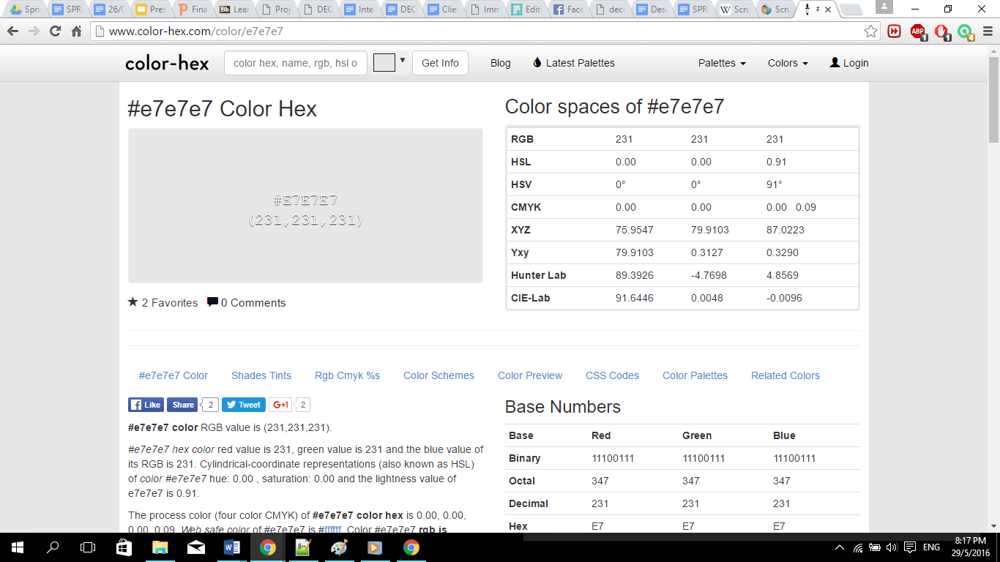 Spri SPR 26/0 Pres Fina Lear Proj DEC Inte DEC Clie Imm Edit Face deco Desi SPR Scru Scru
www.color-hex.com/color/e7e7e7
color-hex color hex, name, rgb, hsl o Get Info Blog Latest Palettes Palettes Colors Login
#e7e7e7 Color Hex
#E7E7E7
(231,231,231)
2 Favorites 0 Comments
Color spaces of #e7e7e7
RGB 231 231 231
HSL 0.00 0.00 0.91
HSV 0° 0° 91°
CMYK 0.00 0.00 0.00 0.09
XYZ 75.9547 79.9103 87.0223
Yxy 79.9103 0.3127 0.3290
Hunter Lab 89.3926 -4.7698 4.8569
CIE-Lab 91.6446 0.0048 -0.0096
#e7e7e7 Color Shades Tints Rgb Cmyk %s Color Schemes Color Preview CSS Codes Color Palettes Related Colors
Like Share 2 Tweet G+1 2
#e7e7e7 color RGB value is (231,231,231).
#e7e7e7 hex color red value is 231, green value is 231 and the blue value of
its RGB is 231. Cylindrical-coordinate representations (also known as HSL)
of color #e7e7e7 hue: 0.00 , saturation: 0.00 and the lightness value of
e7e7e7 is 0.91.
The process color (four color CMYK) of #e7e7e7 color hex is 0.00, 0.00,
0.00, 0.09. Web safe color of #e7e7e7 is #ffffff. Color #e7e7e7 rgb is
Base Numbers
Base Red Green Blue
Binary 11100111 11100111 11100111
Octal 347 347 347
Decimal 231 231 231
Hex E7 E7 E7
ENG
8:17 PM
29/5/2016